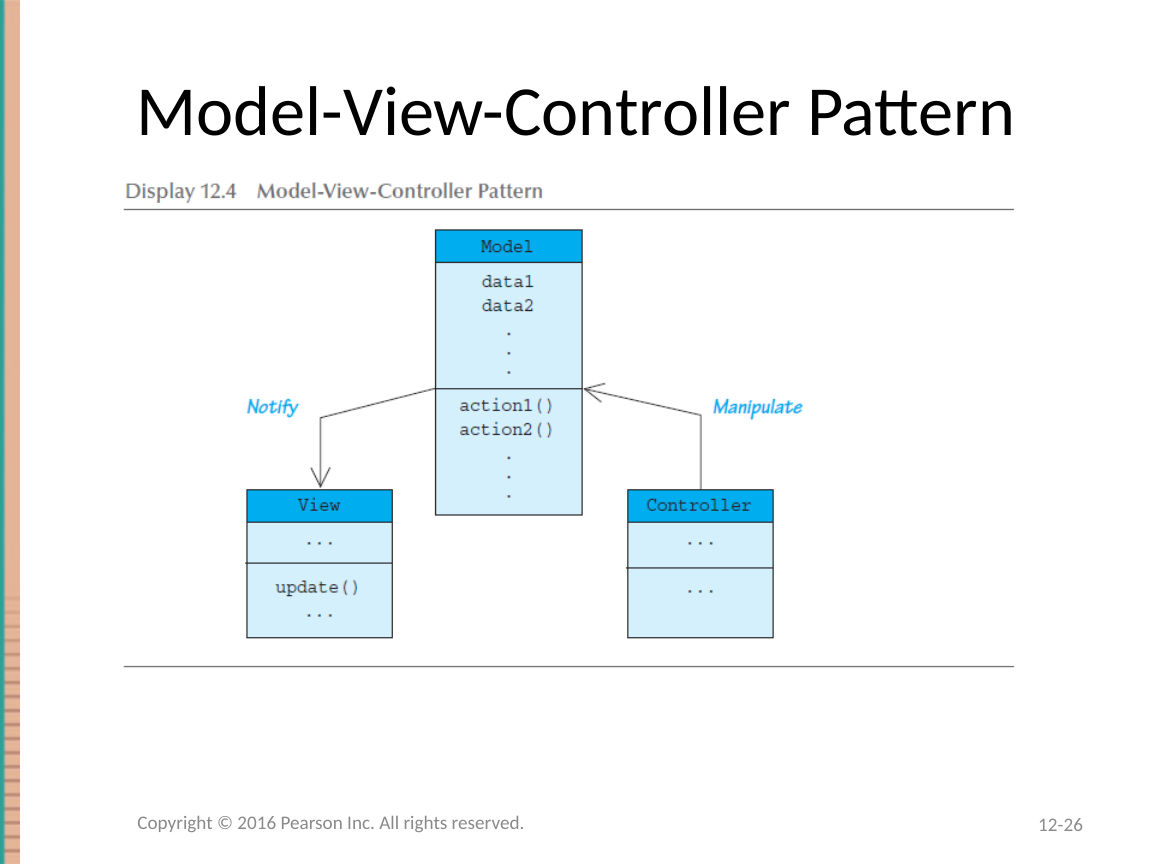 Model-View-Controller Pattern
Display 12.4 Model-View-Controller Pattern
Model
data1
data2
.
.
.
action1()
action2()
.
.
.
Notify
Manipulate
View
...
update()
...
Controller
...
...
Copyright © 2016 Pearson Inc. All rights reserved.
12-26